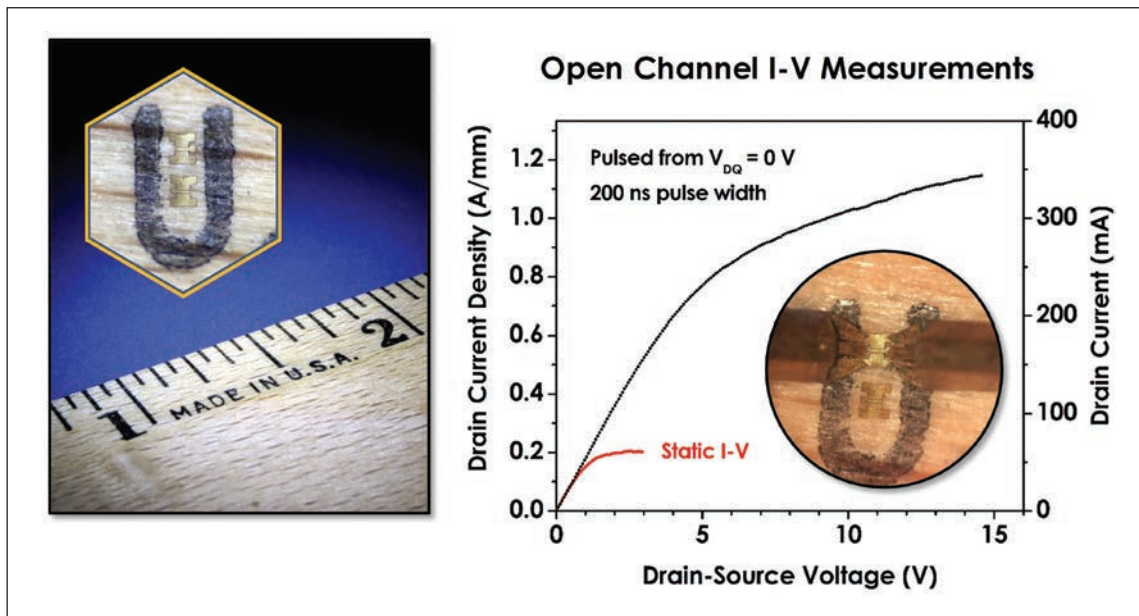 1
2
MADE IN U.S.A.
U
Open Channel I-V Measurements
Pulsed from V_DQ = 0 V
200 ns pulse width
Static I-V
Drain Current Density (A/mm)
1.2
1.0
0.8
0.6
0.4
0.2
0.0
0
5
10
15
Drain-Source Voltage (V)
400
300
200
100
0
Drain Current (mA)
U